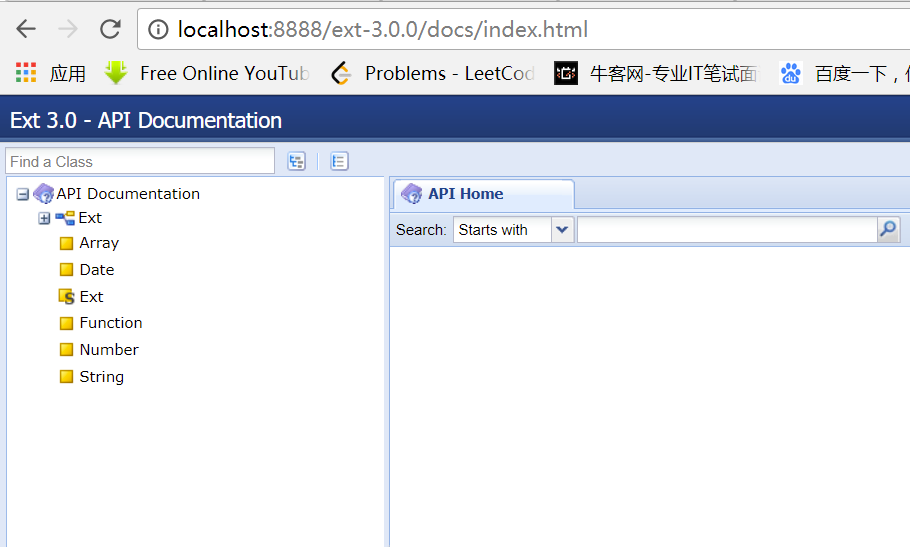 localhost:8888/ext-3.0.0/docs/index.html
应用 Free Online YouTub Problems - LeetCod 牛客网-专业IT笔试面 百度一下，
Ext 3.0 - API Documentation
Find a Class
API Documentation
Ext
Array
Date
Ext
Function
Number
String
API Home
Search: Starts with